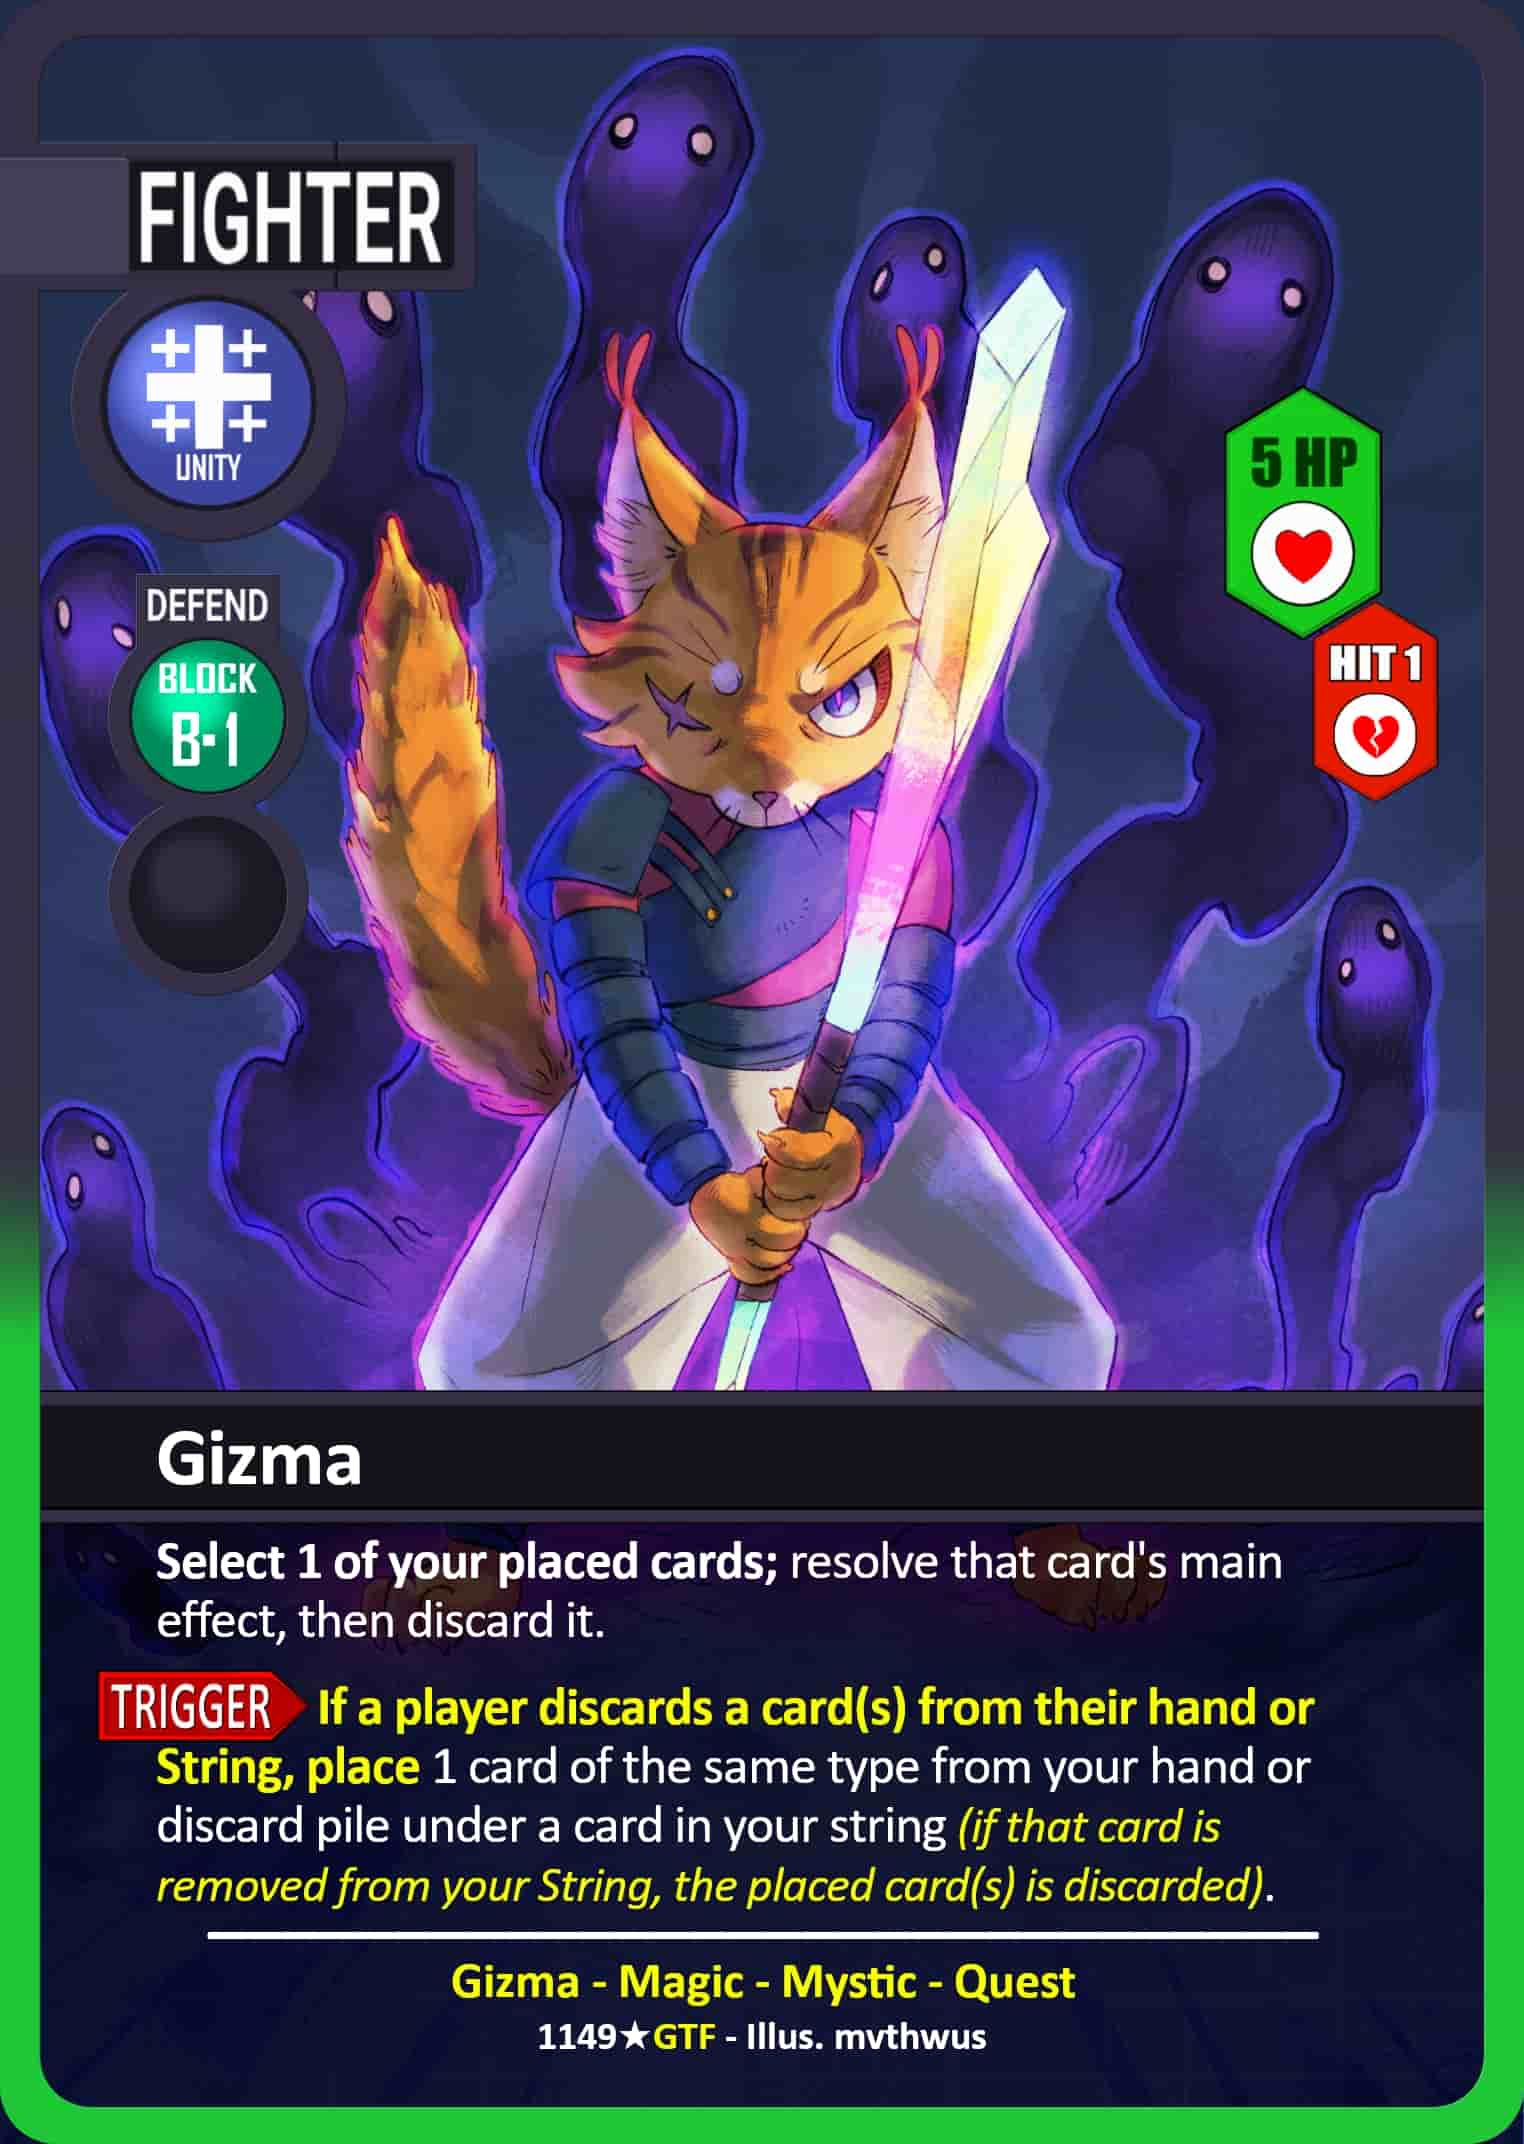 FIGHTER
UNITY
DEFEND
BLOCK
B-1
5 HP
HIT 1
Gizma
Select 1 of your placed cards; resolve that card's main
effect, then discard it.
TRIGGER If a player discards a card(s) from their hand or
String, place 1 card of the same type from your hand or
discard pile under a card in your string (if that card is
removed from your String, the placed card(s) is discarded).
Gizma - Magic - Mystic - Quest
1149★GTF - Illus. mvthwus